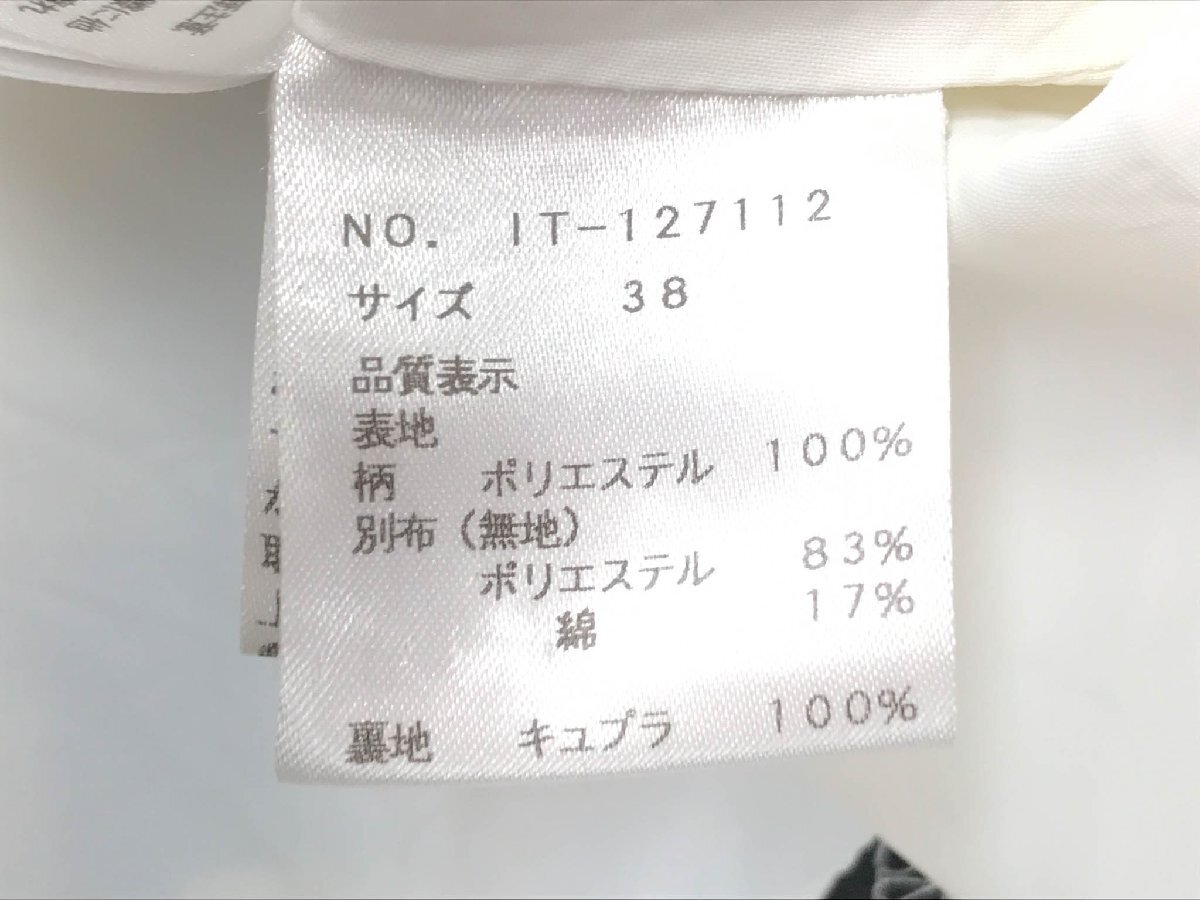 NO. IT-127112
サイズ 38
品質表示
表地
柄 ポリエステル 100%
別布(無地)
ポリエステル 83%
綿 17%
裏地 キュプラ 100%